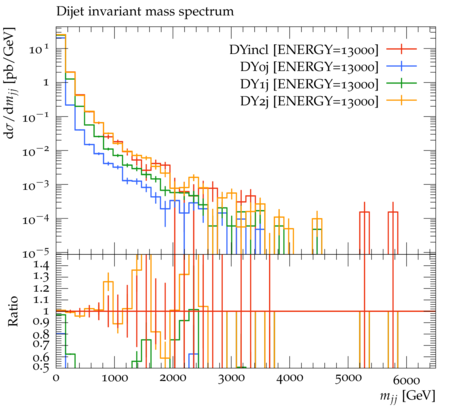 Dijet invariant mass spectrum
dσ/dm_jj [pb/GeV]
10^1
1
10^−1
10^−2
10^−3
10^−4
10^−5
DYincl [ENERGY=13000]
DY0j [ENERGY=13000]
DY1j [ENERGY=13000]
DY2j [ENERGY=13000]
Ratio
1.4
1.3
1.2
1.1
1
0.9
0.8
0.7
0.6
0.5
0 1000 2000 3000 4000 5000 6000
m_jj [GeV]